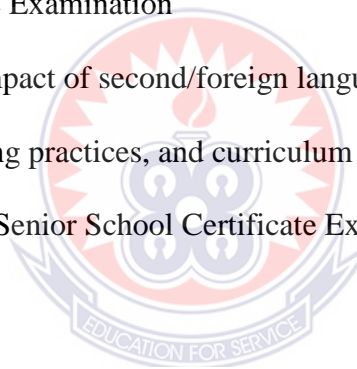 Examination
pact of second/foreign langu
ng practices, and curriculum
Senior School Certificate Ex
EDUCATION FOR SERVICE